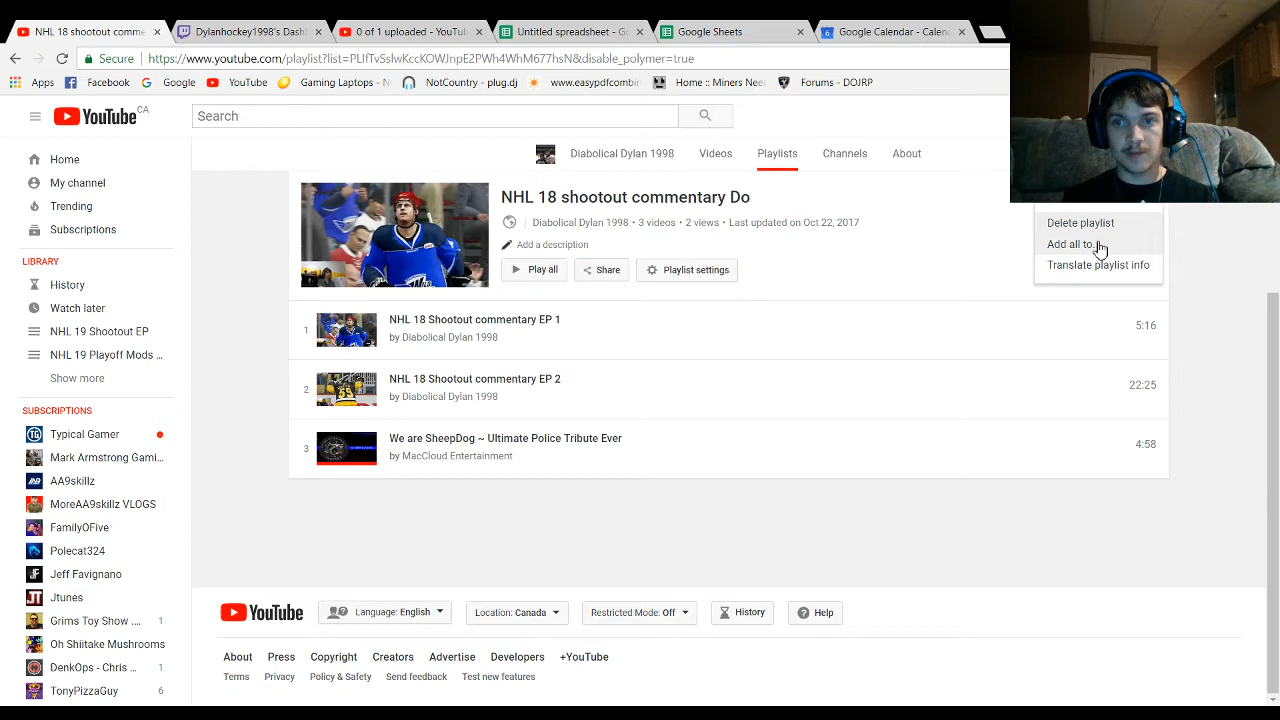 NHL 18 shootout comme
Dylanhockey1998's
0 of 1 uploaded - YouTu
Untitled spreadsheet - Go
Google Sheets
Google Calendar - Calen
Secure
https://www.youtube.com/playlist?list=PLIfTvSslwKccKOWJnpE2PWh4WhM677hsN&disable_polymer=true
Apps
Facebook
Google
YouTube
Gaming Laptops - N
NvCountry - plug.dj
www.easypdfcombin
Home :: Miners Nee
Forums - DOJRP
YouTube CA
Search
Home
My channel
Trending
Subscriptions
LIBRARY
History
Watch later
NHL 19 Shootout EP
NHL 19 Playoff Mods ...
Show more
SUBSCRIPTIONS
Typical Gamer
Mark Armstrong Gami...
AA9skillz
MoreAA9skillz VLOGS
FamilyOFive
Polecat324
Jeff Favignano
Jtunes
Grims Toy Show .... 1
Oh Shiitake Mushrooms
DenkOps - Chris ... 1
TonyPizzaGuy 6
Diabolical Dylan 1998
Videos
Playlists
Channels
About
NHL 18 shootout commentary Do
Diabolical Dylan 1998 • 3 videos • 2 views • Last updated on Oct 22, 2017
Add a description
Play all
Share
Playlist settings
Delete playlist
Add all to...
Translate playlist info
1
NHL 18 Shootout commentary EP 1
by Diabolical Dylan 1998
5:16
2
NHL 18 Shootout commentary EP 2
by Diabolical Dylan 1998
22:25
3
We are SheepDog ~ Ultimate Police Tribute Ever
by MacCloud Entertainment
4:58
YouTube
Language: English
Location: Canada
Restricted Mode: Off
History
Help
About Press Copyright Creators Advertise Developers +YouTube
Terms Privacy Policy & Safety Send feedback Test new features